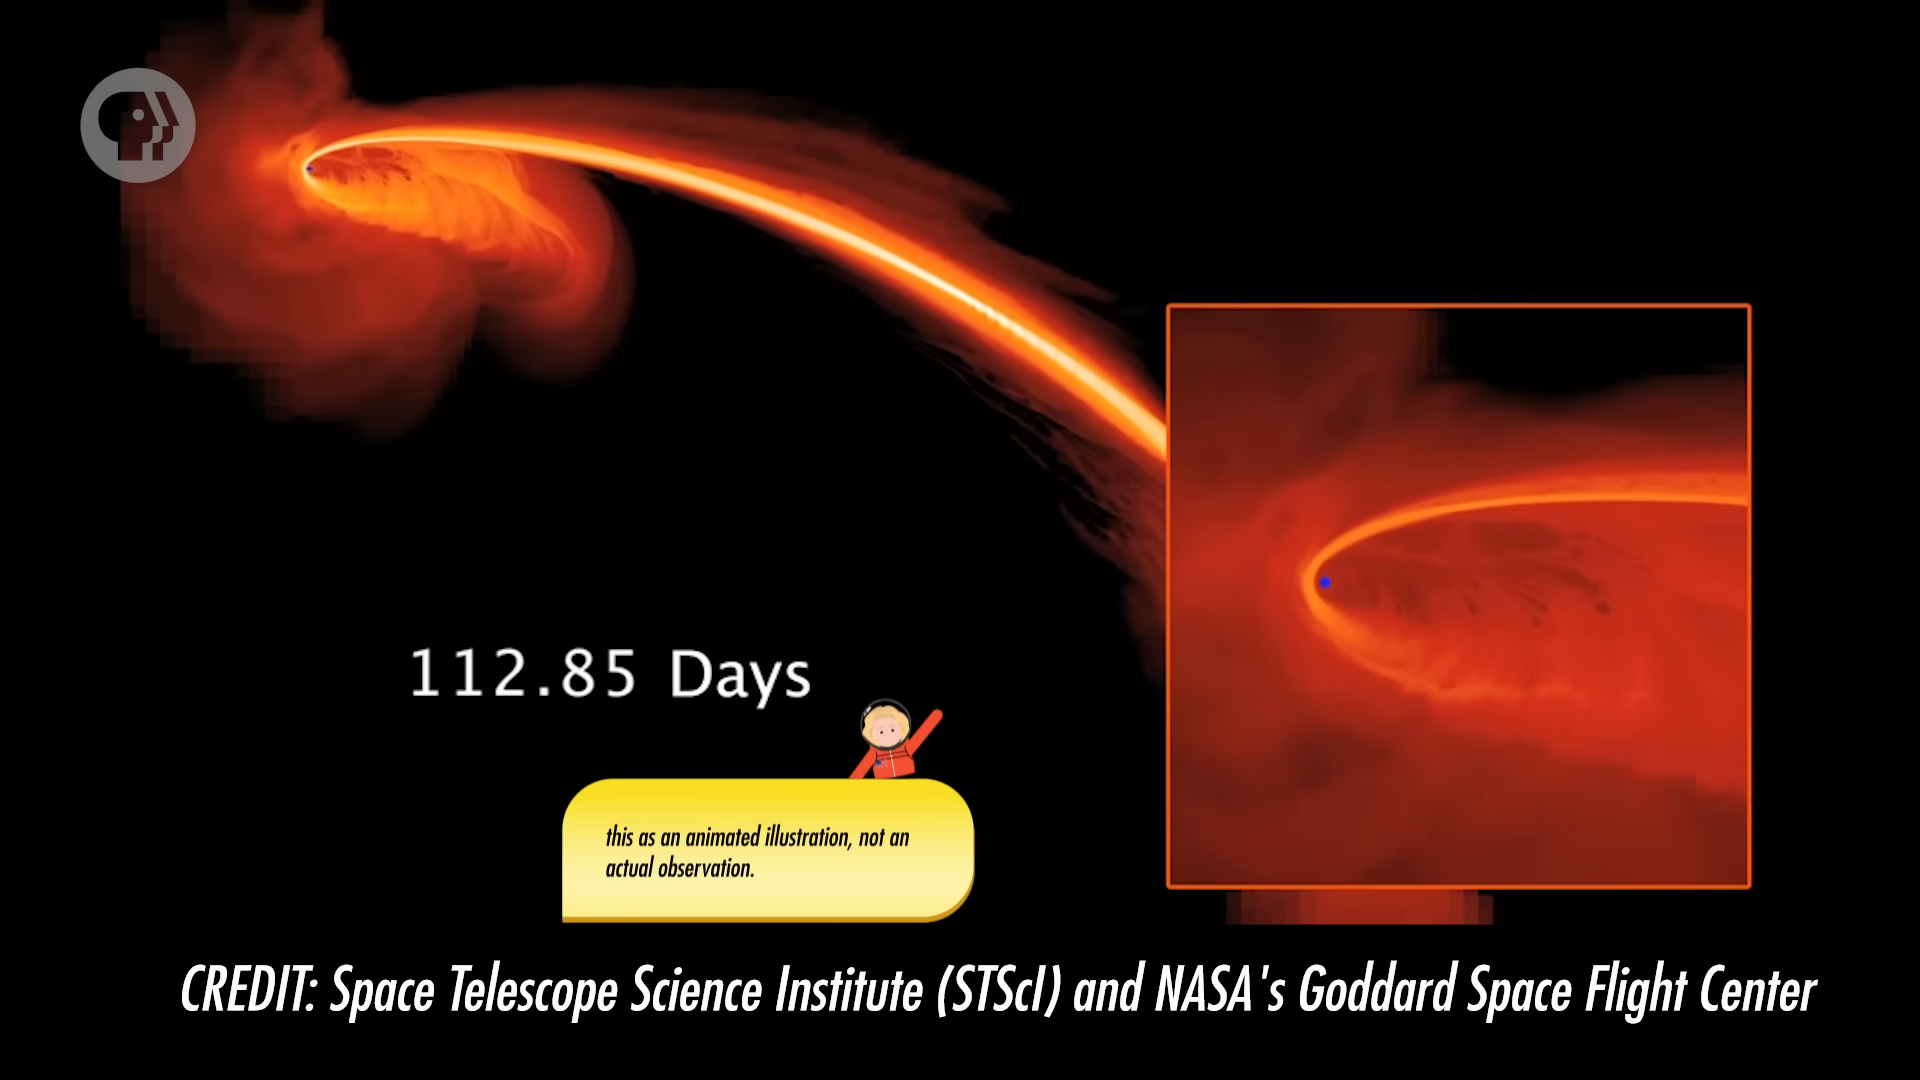 112.85 Days
this as an animated illustration, not an
actual observation.
CREDIT: Space Telescope Science Institute (STScI) and NASA's Goddard Space Flight Center